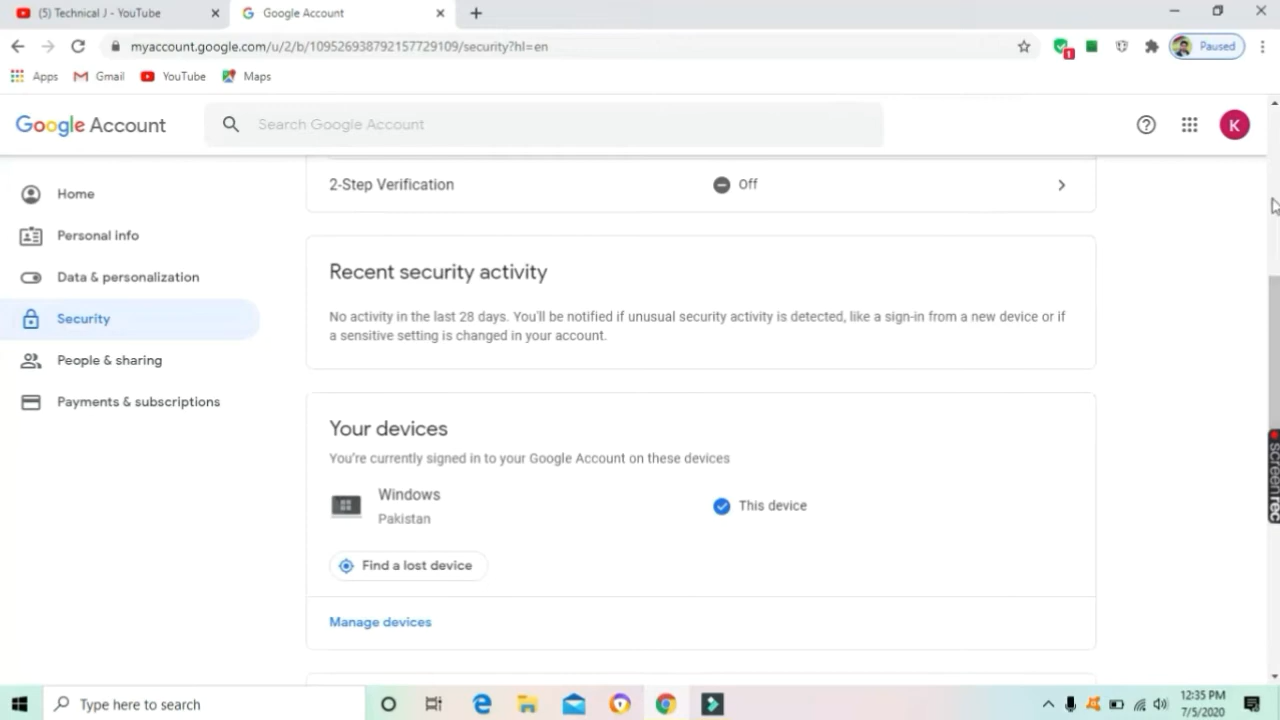 (5) Technical J - YouTube
Google Account
myaccount.google.com/u/2/b/109526938792157729109/security?hl=en
1
Paused
Apps
Gmail
YouTube
Maps
Google Account
Search Google Account
K
Home
Personal info
Data & personalization
Security
People & sharing
Payments & subscriptions
2-Step Verification
Off
Recent security activity
No activity in the last 28 days. You'll be notified if unusual security activity is detected, like a sign-in from a new device or if
a sensitive setting is changed in your account.
Your devices
You're currently signed in to your Google Account on these devices
Windows
Pakistan
This device
Find a lost device
Manage devices
screenrec
Type here to search
12:35 PM
7/5/2020